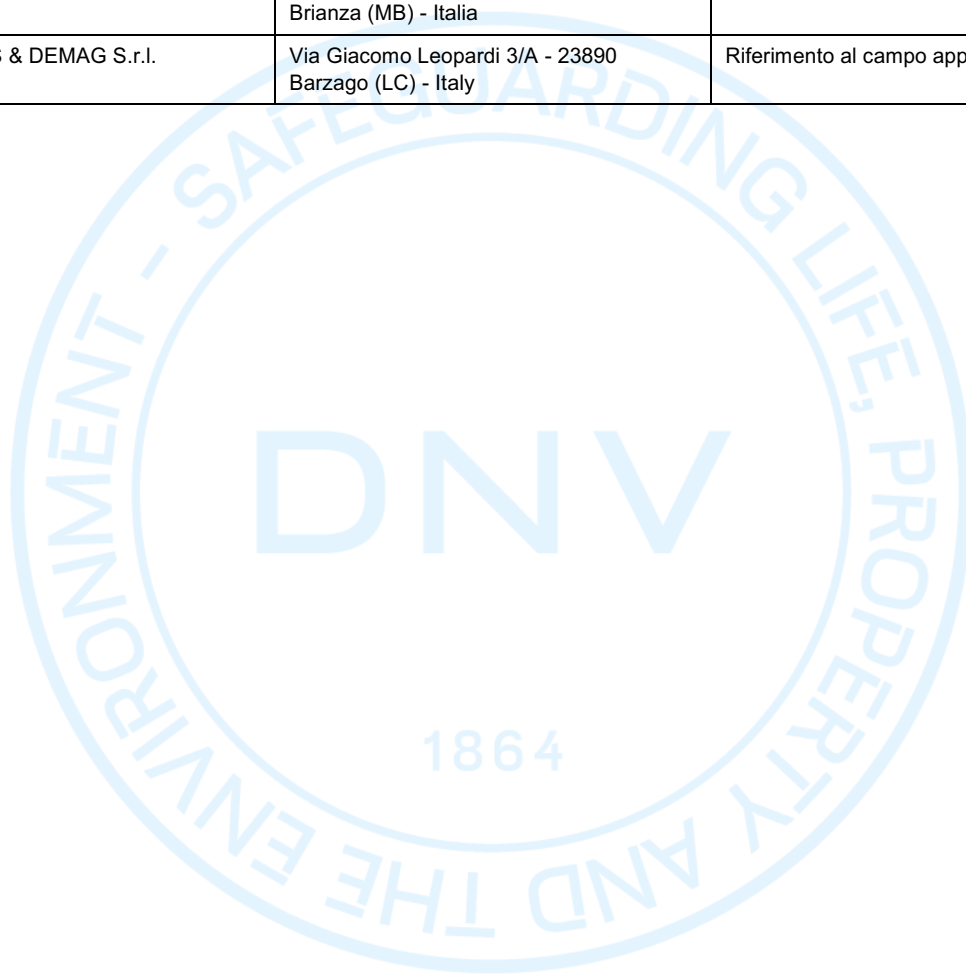 Brianza (MB) - Italia
& DEMAG S.r.l.
Via Giacomo Leopardi 3/A - 23890
Barzago (LC) - Italy
Riferimento al campo app
SAFEGUARDING LIFE, PROPERTY AND THE ENVIRONMENT -
DNV
1864